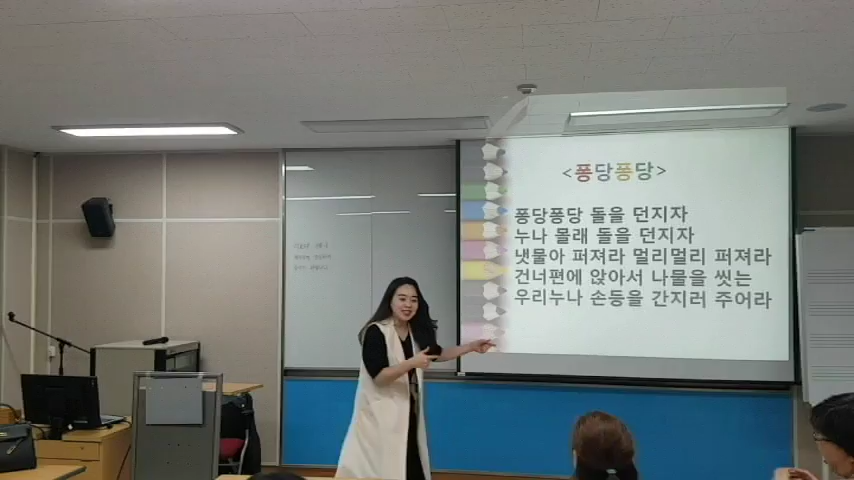 <퐁당퐁당>
퐁당퐁당 돌을 던지자
누나 몰래 돌을 던지자
냇물아 퍼져라 멀리멀리 퍼져라
건너편에 앉아서 나물을 씻는
우리누나 손등을 간지러 주어라